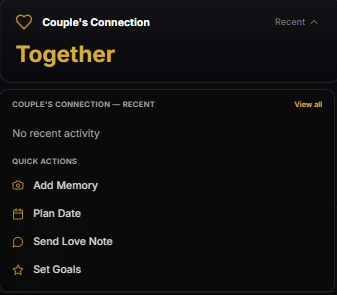 Couple's Connection
Recent
Together
COUPLE'S CONNECTION — RECENT
View all
No recent activity
QUICK ACTIONS
Add Memory
Plan Date
Send Love Note
Set Goals